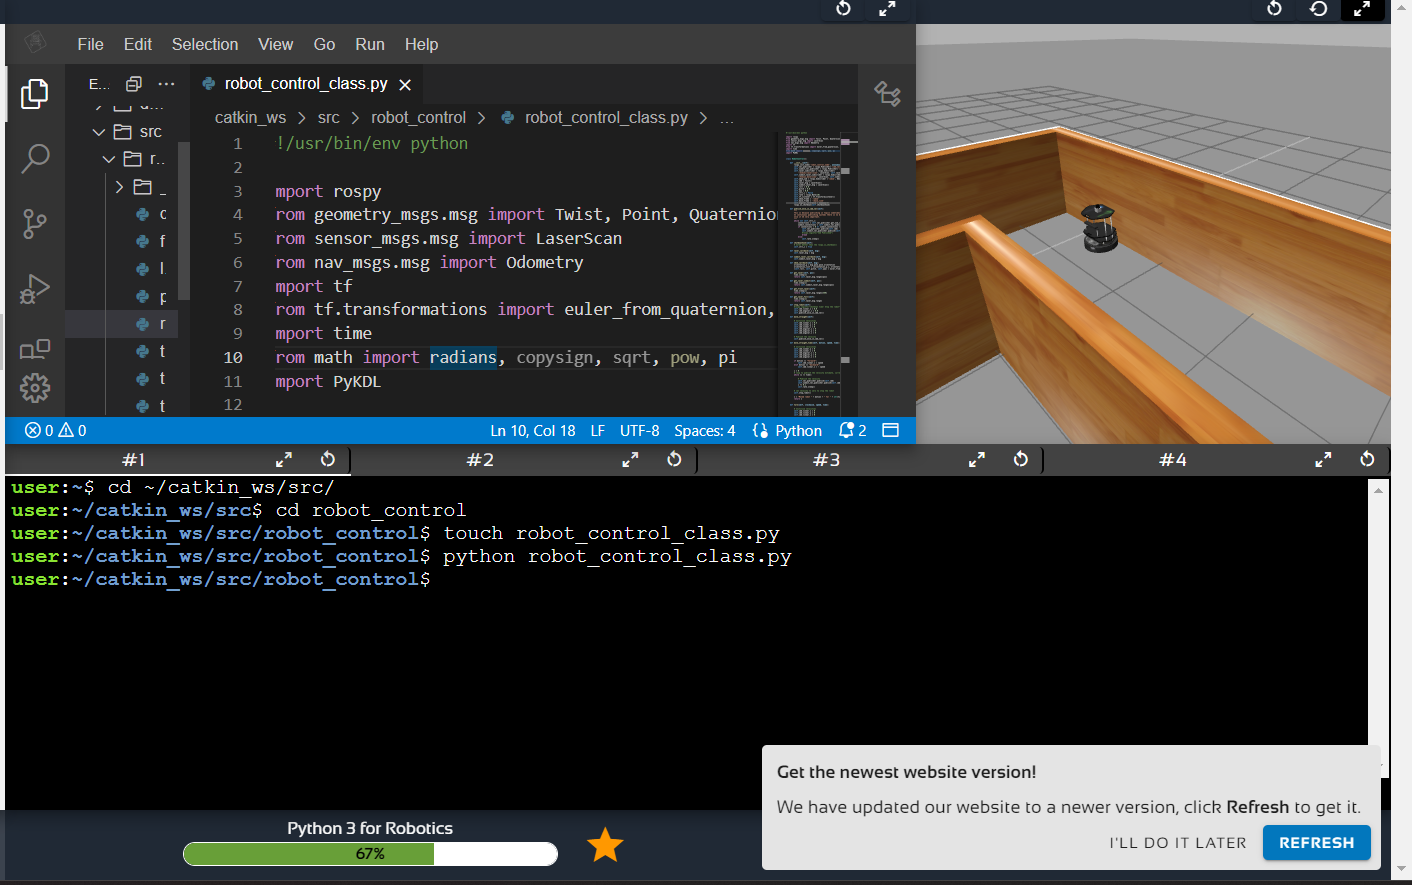 File Edit Selection View Go Run Help
E... robot_control_class.py
catkin_ws > src > robot_control > robot_control_class.py > ...
src
r..
_
f
l
p
r
t
t
t
1 !/usr/bin/env python
2
3 mport rospy
4 rom geometry_msgs.msg import Twist, Point, Quaternio
5 rom sensor_msgs.msg import LaserScan
6 rom nav_msgs.msg import Odometry
7 mport tf
8 rom tf.transformations import euler_from_quaternion,
9 mport time
10 rom math import radians, copysign, sqrt, pow, pi
11 mport PyKDL
12
0 0 Ln 10, Col 18 LF UTF-8 Spaces: 4 Python 2
#1 #2 #3 #4
user:~$ cd ~/catkin_ws/src/
user:~/catkin_ws/src$ cd robot_control
user:~/catkin_ws/src/robot_control$ touch robot_control_class.py
user:~/catkin_ws/src/robot_control$ python robot_control_class.py
user:~/catkin_ws/src/robot_control$
Get the newest website version!
We have updated our website to a newer version, click Refresh to get it.
I'LL DO IT LATER REFRESH
Python 3 for Robotics
67%